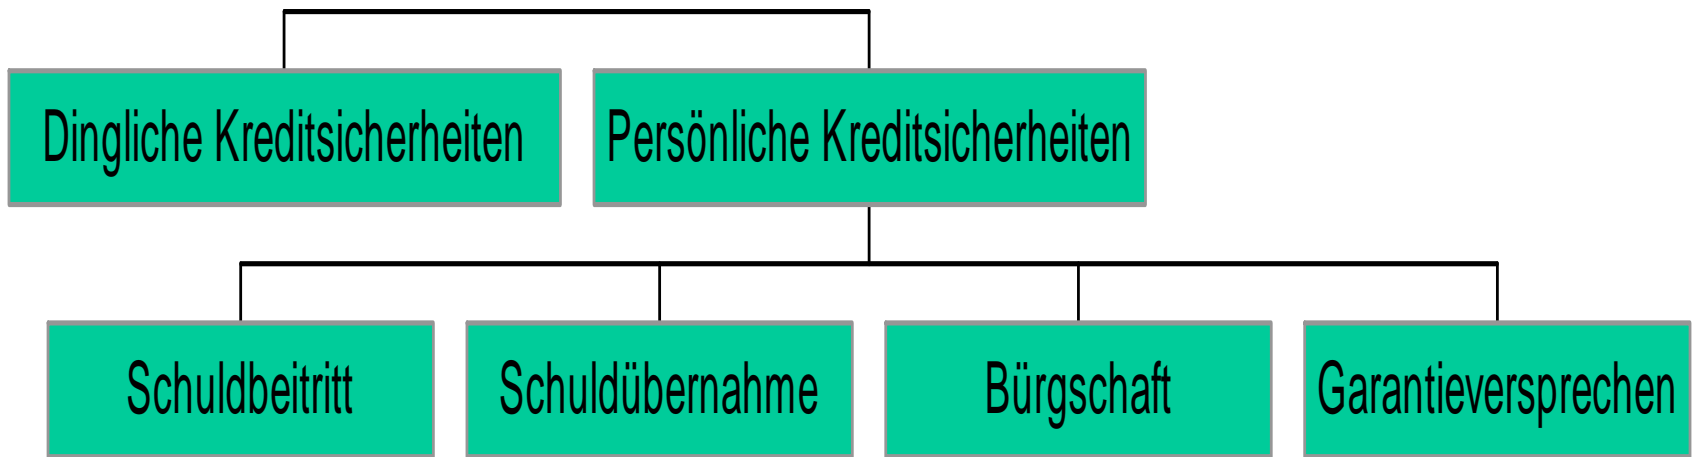 Dingliche Kreditsicherheiten
Persönliche Kreditsicherheiten
Schuldbeitritt
Schuldübernahme
Bürgschaft
Garantieversprechen